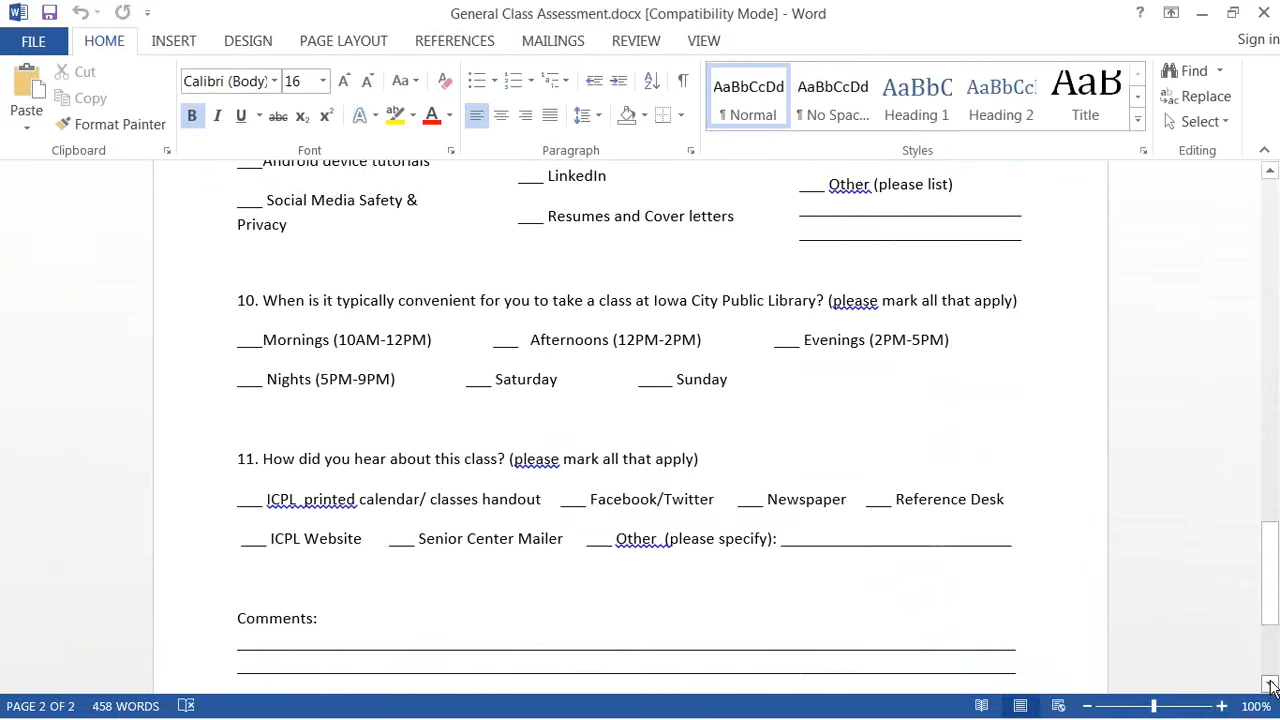 General Class Assessment.docx [Compatibility Mode] - Word
FILE HOME INSERT DESIGN PAGE LAYOUT REFERENCES MAILINGS REVIEW VIEW Sign in
Paste
Cut
Copy
Format Painter
Clipboard
Calibri (Body) 16
Font
Paragraph
AaBbCcDd AaBbCcDd AaBbC AaBbCc AaB
¶ Normal ¶ No Spac... Heading 1 Heading 2 Title
Styles
Find
Replace
Select
Editing
___Android device tutorials
___ Social Media Safety &
Privacy
___ LinkedIn
___ Resumes and Cover letters
___ Other (please list)
10. When is it typically convenient for you to take a class at Iowa City Public Library? (please mark all that apply)
___Mornings (10AM-12PM) ___ Afternoons (12PM-2PM) ___ Evenings (2PM-5PM)
___ Nights (5PM-9PM) ___ Saturday ____ Sunday
11. How did you hear about this class? (please mark all that apply)
___ ICPL printed calendar/ classes handout ___ Facebook/Twitter ___ Newspaper ___ Reference Desk
___ ICPL Website ___ Senior Center Mailer ___ Other (please specify): ___________________________
Comments:
PAGE 2 OF 2 458 WORDS 100%